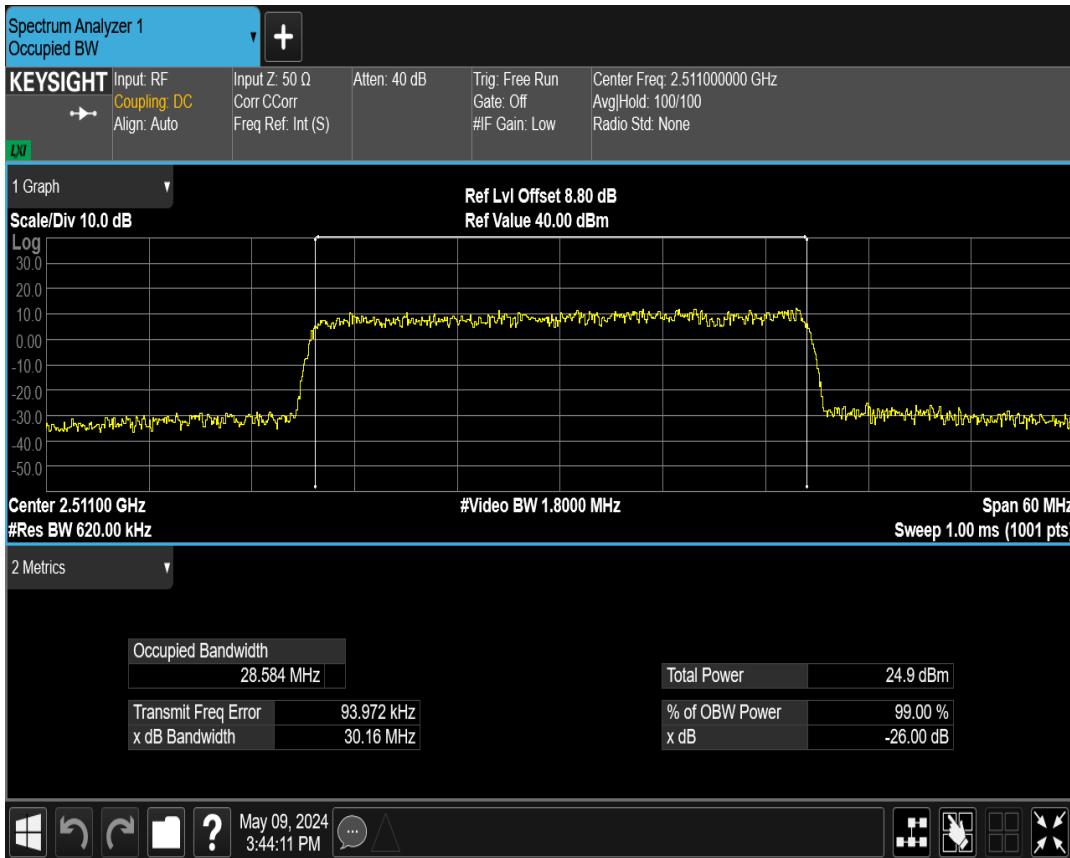 Spectrum Analyzer 1
Occupied BW
KEYSIGHT
LXI
Input: RF
Coupling: DC
Align: Auto
Input Z: 50 Ω
Corr CCorr
Freq Ref: Int (S)
Atten: 40 dB
Trig: Free Run
Gate: Off
#IF Gain: Low
Center Freq: 2.511000000 GHz
Avg|Hold: 100/100
Radio Std: None
1 Graph
Scale/Div 10.0 dB
Ref Lvl Offset 8.80 dB
Ref Value 40.00 dBm
Log
30.0
20.0
10.0
0.00
-10.0
-20.0
-30.0
-40.0
-50.0
Center 2.51100 GHz
#Res BW 620.00 kHz
#Video BW 1.8000 MHz
Span 60 MHz
Sweep 1.00 ms (1001 pts)
2 Metrics
Occupied Bandwidth
28.584 MHz
Transmit Freq Error 93.972 kHz
x dB Bandwidth 30.16 MHz
Total Power 24.9 dBm
% of OBW Power 99.00 %
x dB -26.00 dB
?
May 09, 2024
3:44:11 PM